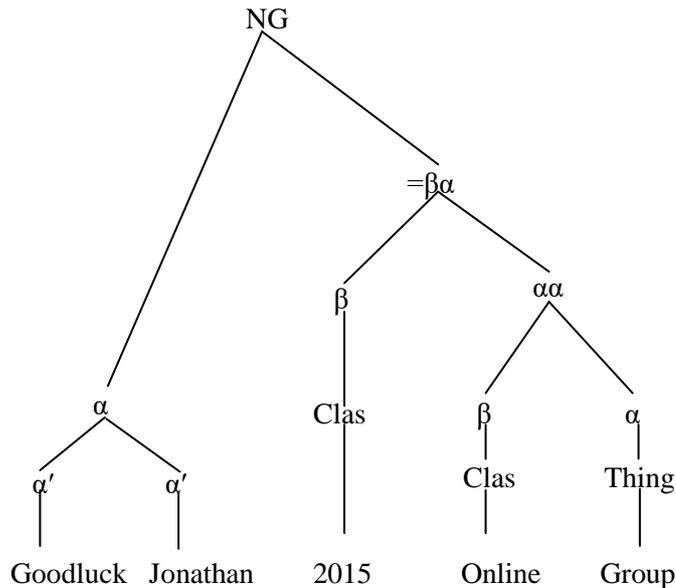 NG
=βα
β αα
α Clas β α
α′ α′ Clas Thing
Goodluck Jonathan 2015 Online Group